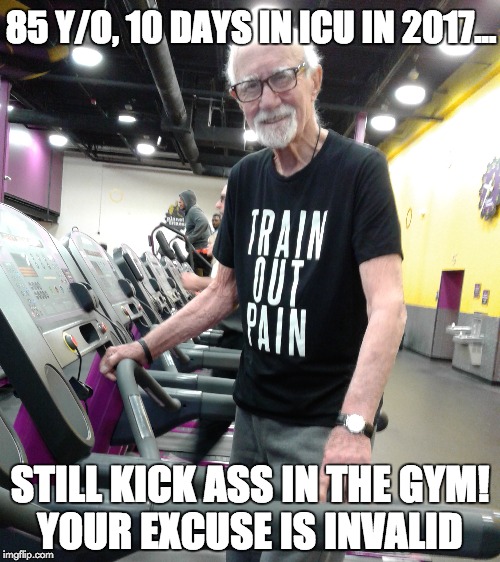 85 Y/O, 10 DAYS IN ICU IN 2017...
TRAIN
OUT
PAIN
STILL KICK ASS IN THE GYM!
YOUR EXCUSE IS INVALID
imgflip.com